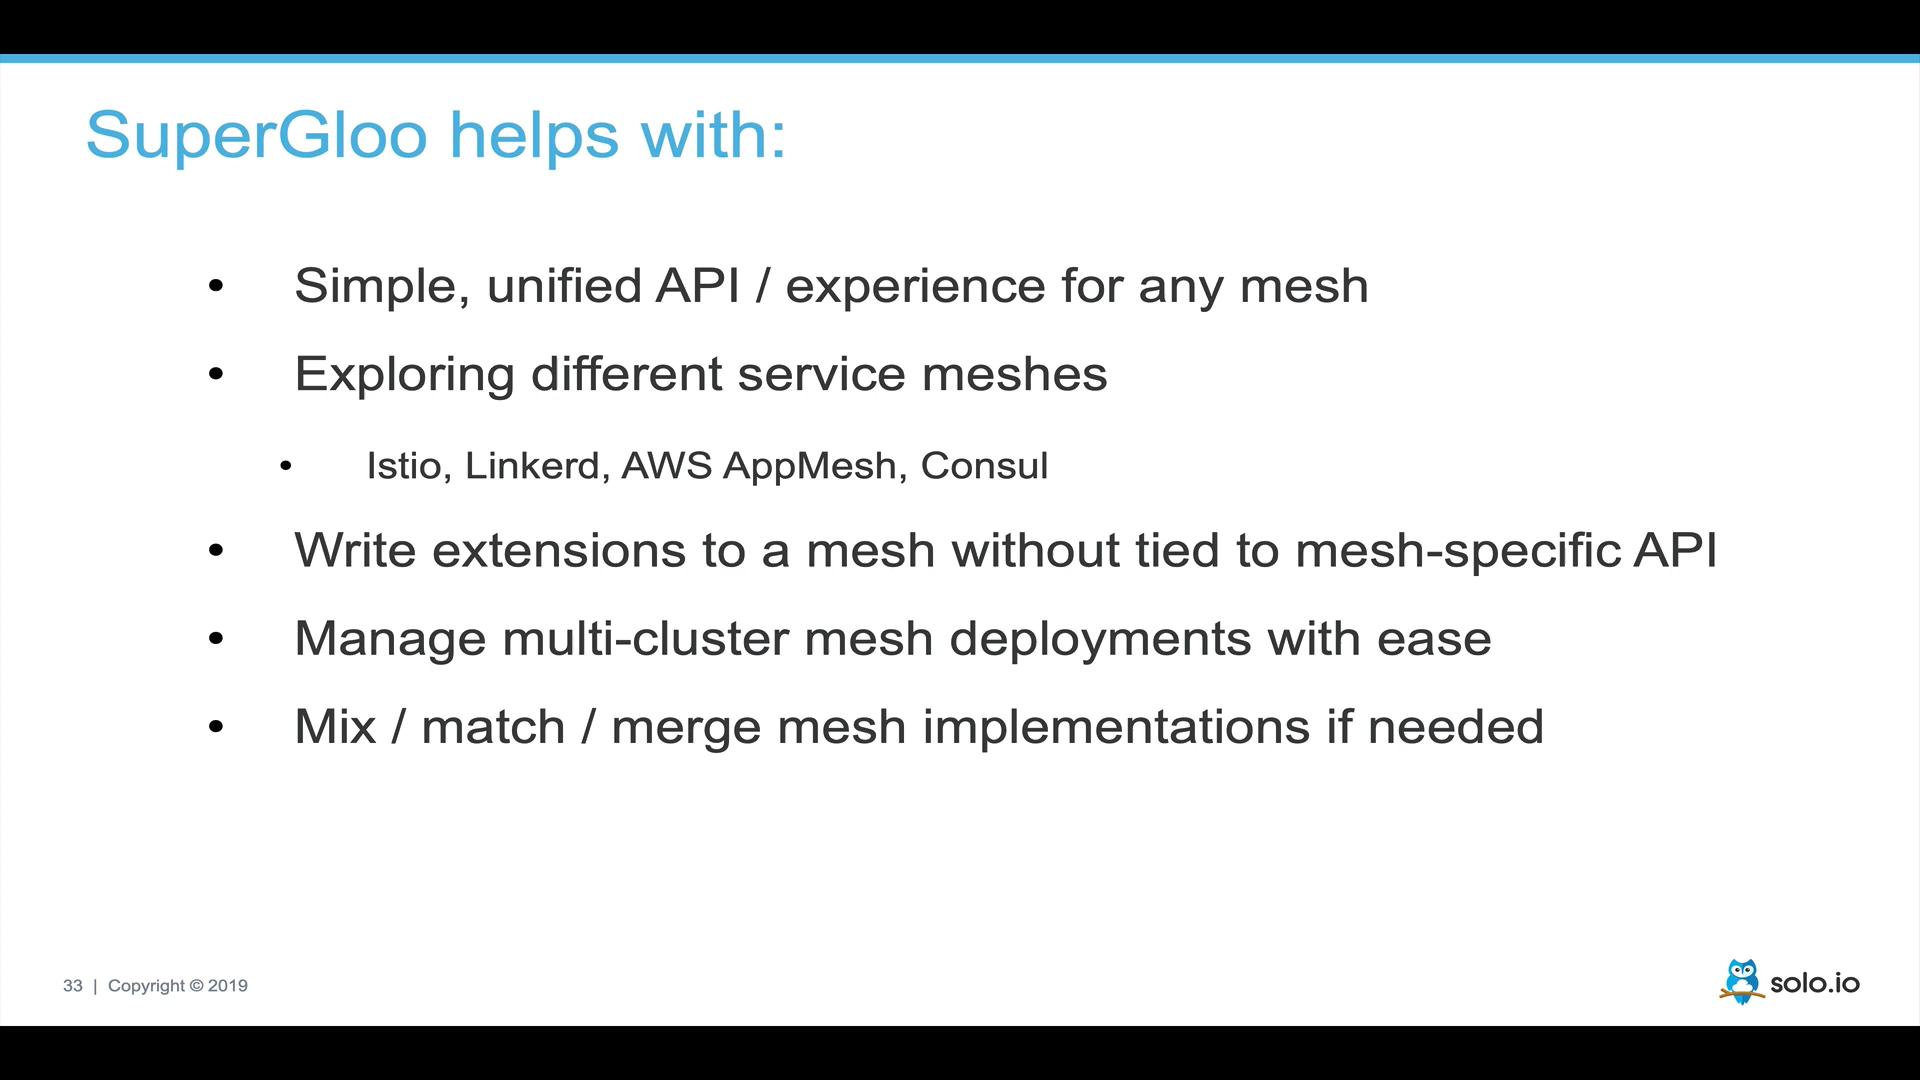 SuperGloo helps with:
• Simple, unified API / experience for any mesh
• Exploring different service meshes
• Istio, Linkerd, AWS AppMesh, Consul
• Write extensions to a mesh without tied to mesh-specific API
• Manage multi-cluster mesh deployments with ease
• Mix / match / merge mesh implementations if needed
33 | Copyright © 2019
solo.io